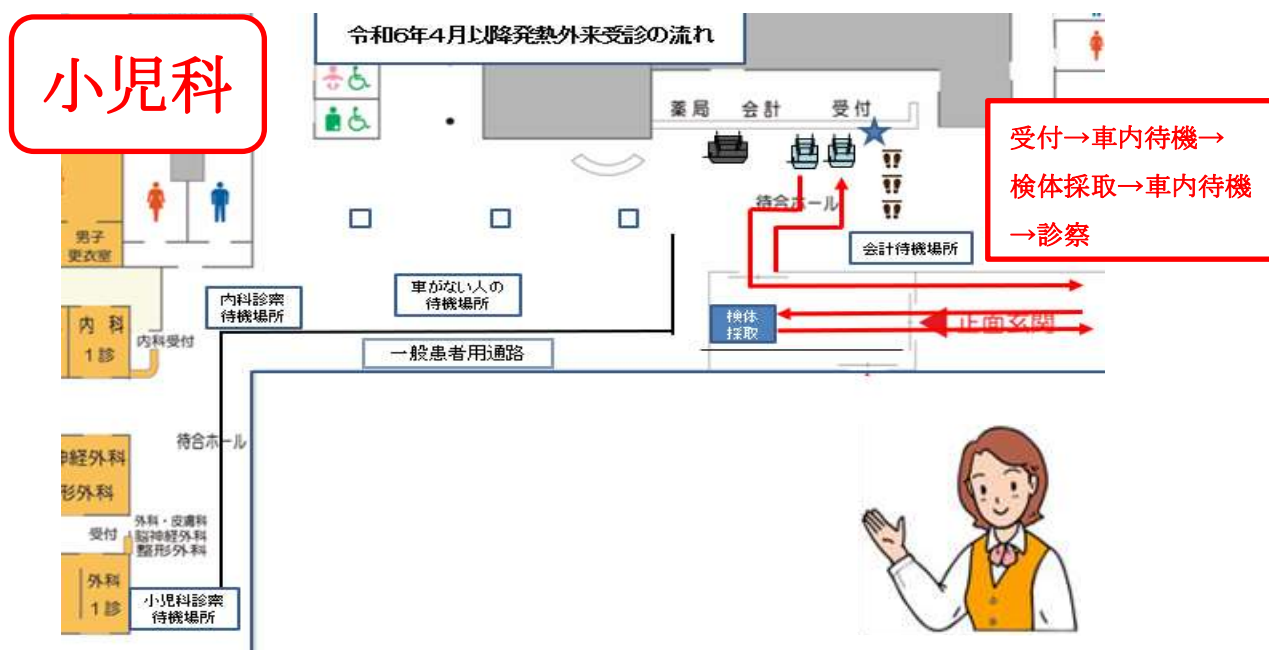 令和6年4月以降発熱外来受診の流れ
小児科
薬局 会計 受付
受付→車内待機→
検体採取→車内待機
→診察
待合ホール
会計待機場所
男子
更衣室
車がない人の
待機場所
内科診察
待機場所
検体
採取
正面玄関
内科
1診
内科受付
一般患者用通路
待合ホール
神経外科
形外科
受付
外科・皮膚科
脳神経外科
整形外科
外科
1診
小児科診察
待機場所